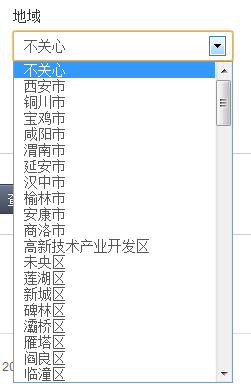 地域
不关心
不关心
西安市
铜川市
宝鸡市
咸阳市
渭南市
延安市
汉中市
榆林市
安康市
商洛市
高新技术产业开发区
未央区
莲湖区
新城区
碑林区
灞桥区
雁塔区
阎良区
临潼区
20